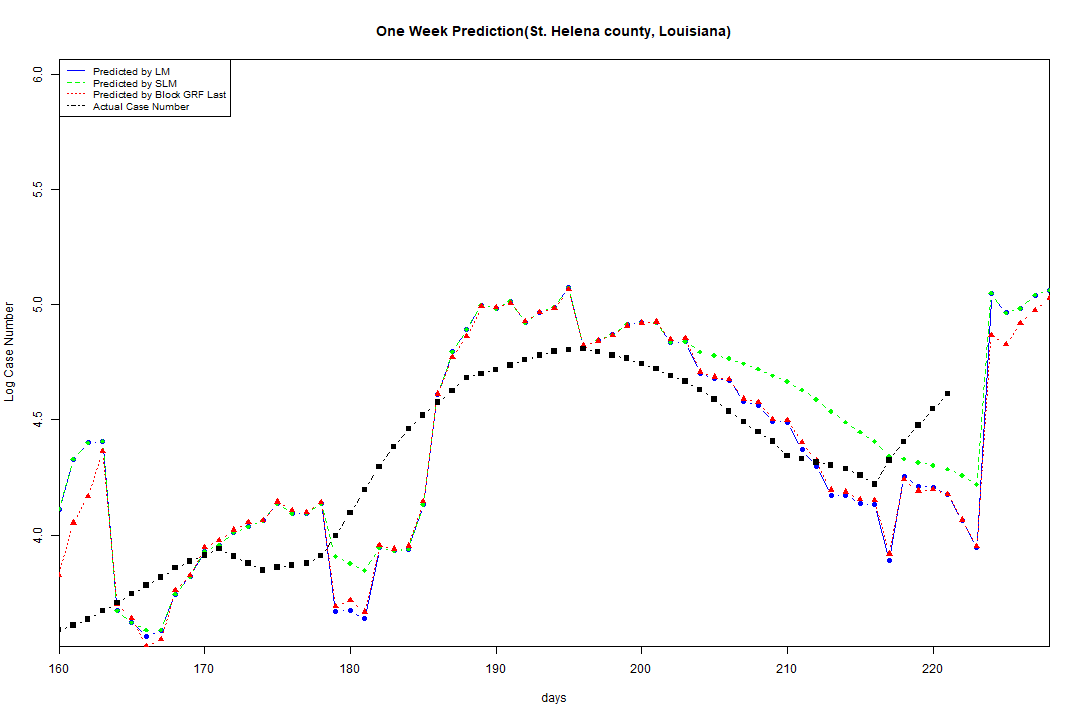 One Week Prediction(St. Helena county, Louisiana)
Predicted by LM
Predicted by SLM
Predicted by Block GRF Last
Actual Case Number
6.0
5.5
5.0
4.5
4.0
Log Case Number
160 170 180 190 200 210 220
days